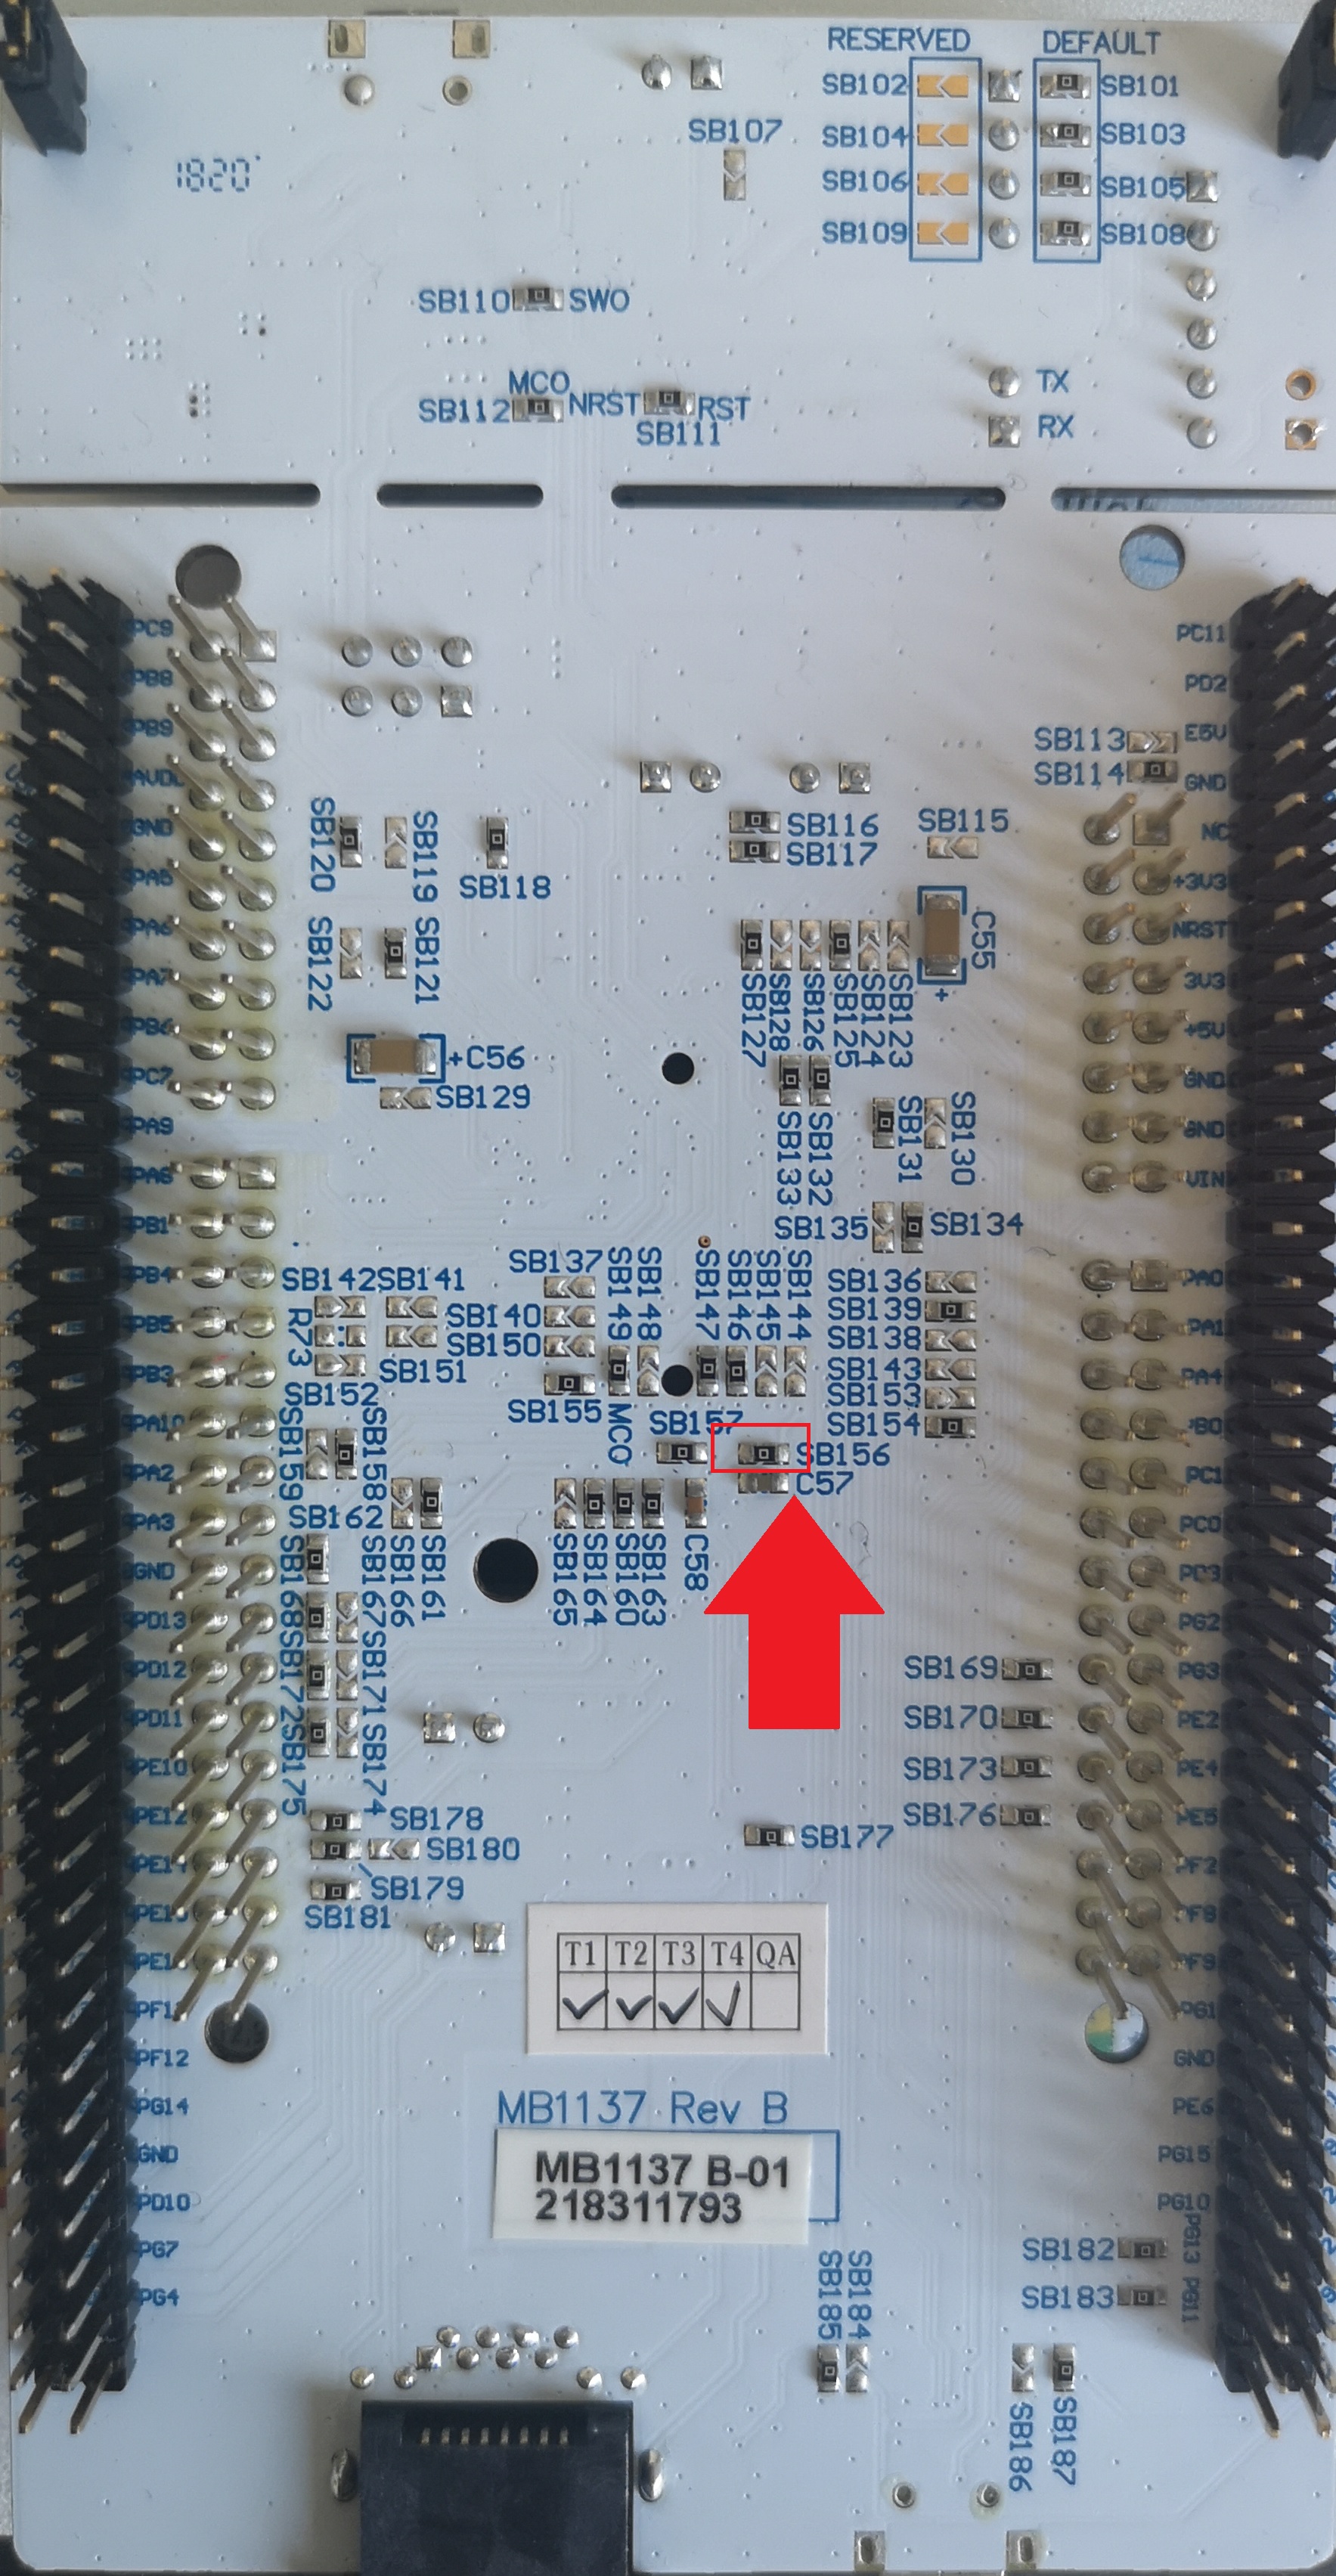 RESERVED DEFAULT
SB102 SB101
SB104 SB103
SB106 SB105
SB109 SB108
SB107
1820
SB110 SWO
MCO
SB112 NRST RST
SB111
TX
RX
PC9 PC11
PB8 PD2
PB9 E5V
SB113
SB114
AVDD GND
GND NC
PA5 +3V3
PA6 NRST
PA7 3V3
PB6 +5V
PC7 GND
PA9 GND
PA6 VIN
PB1
PB4 PA0
PB5 PA1
PB3 PA4
PA10 PB0
PA2 PC1
PA3 PC0
GND PD3
PD13 PG2
PD12 PG3
PD11 PE2
PE10 PE4
PE12 PE5
PE14 PF2
PE15 PF8
PF9
PG1
PF12 GND
PG14 PE6
GND PG15
PD10 PG10
PG7 PG13
PG4 PG11
SB120
SB119
SB118
SB116
SB117
SB115
SB122
SB121
C55
+
SB127
SB128
SB126
SB125
SB124
SB123
+C56
SB129
SB133
SB132
SB131
SB130
SB135 SB134
SB137
SB149
SB148
SB147
SB146
SB145
SB144
SB136
SB139
SB138
SB143
SB153
SB154
SB142 SB141
SB140
SB150
R73
SB151
SB152
SB155
MCO
SB157
SB156
C57
SB159
SB158
SB162
SB168
SB167
SB166
SB161
SB165
SB164
SB160
SB163
C58
SB172
SB171
SB175
SB174
SB169
SB170
SB173
SB176
SB178
SB180
SB179
SB181
SB177
T1 T2 T3 T4 QA
MB1137 Rev B
MB1137 B-01
218311793
SB182
SB183
SB185
SB184
SB186
SB187